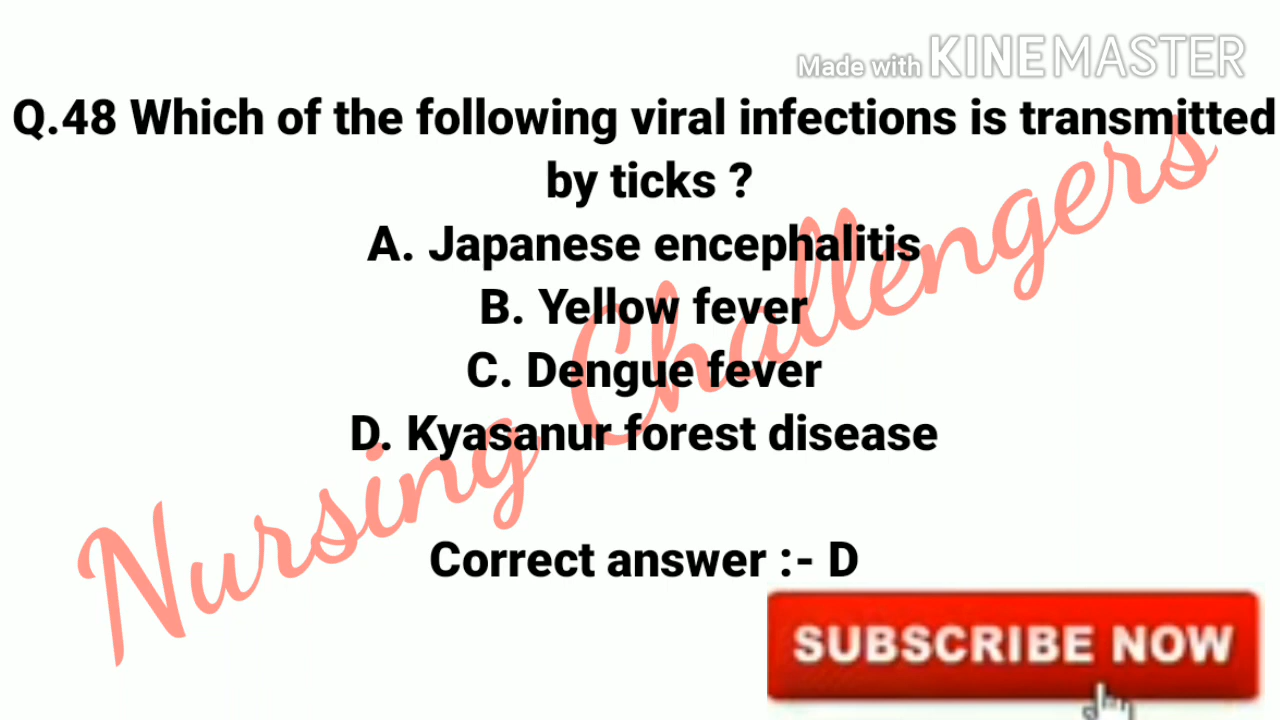 Made with KINEMASTER
Q.48 Which of the following viral infections is transmitted
by ticks ?
A. Japanese encephalitis
B. Yellow fever
C. Dengue fever
D. Kyasanur forest disease
Nursing Challengers
Correct answer :- D
SUBSCRIBE NOW